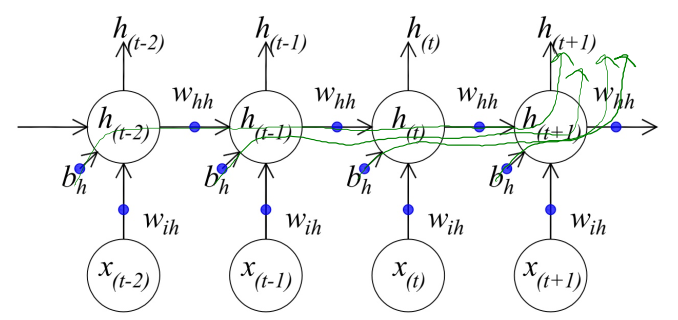 h(t-2) h(t-1) h(t) h(t+1)
whh whh whh whh
h(t-2) h(t-1) h(t) h(t+1)
bh bh bh bh
wih wih wih wih
x(t-2) x(t-1) x(t) x(t+1)